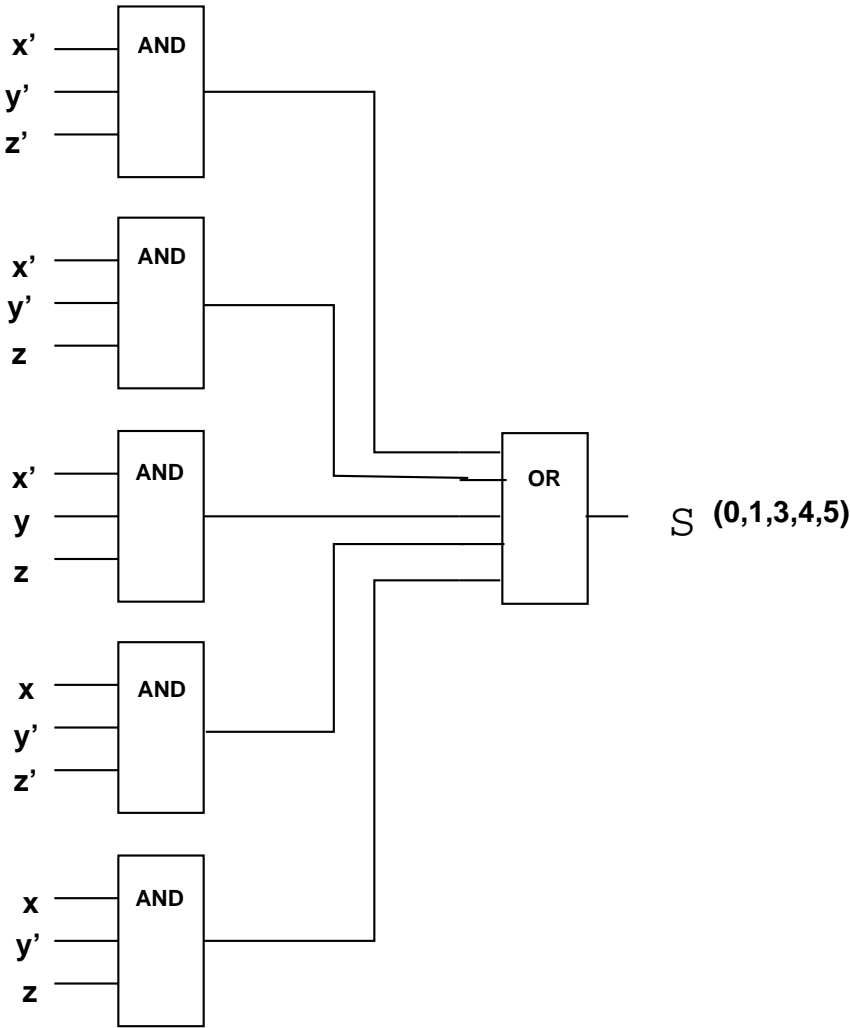 x’
AND
y’
z’
x’
AND
y’
z
x’
AND
y
z
OR
S (0,1,3,4,5)
x
AND
y’
z’
x
AND
y’
z